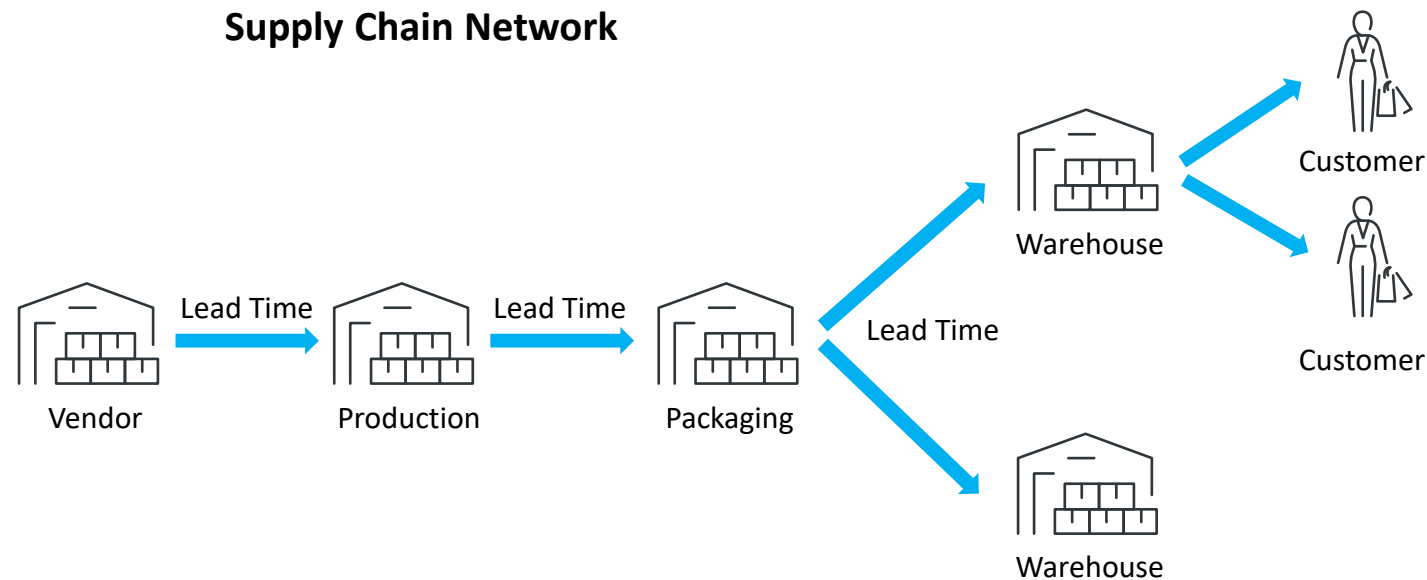 Supply Chain Network
Customer
Warehouse
Customer
Lead Time
Lead Time
Lead Time
Vendor
Production
Packaging
Warehouse